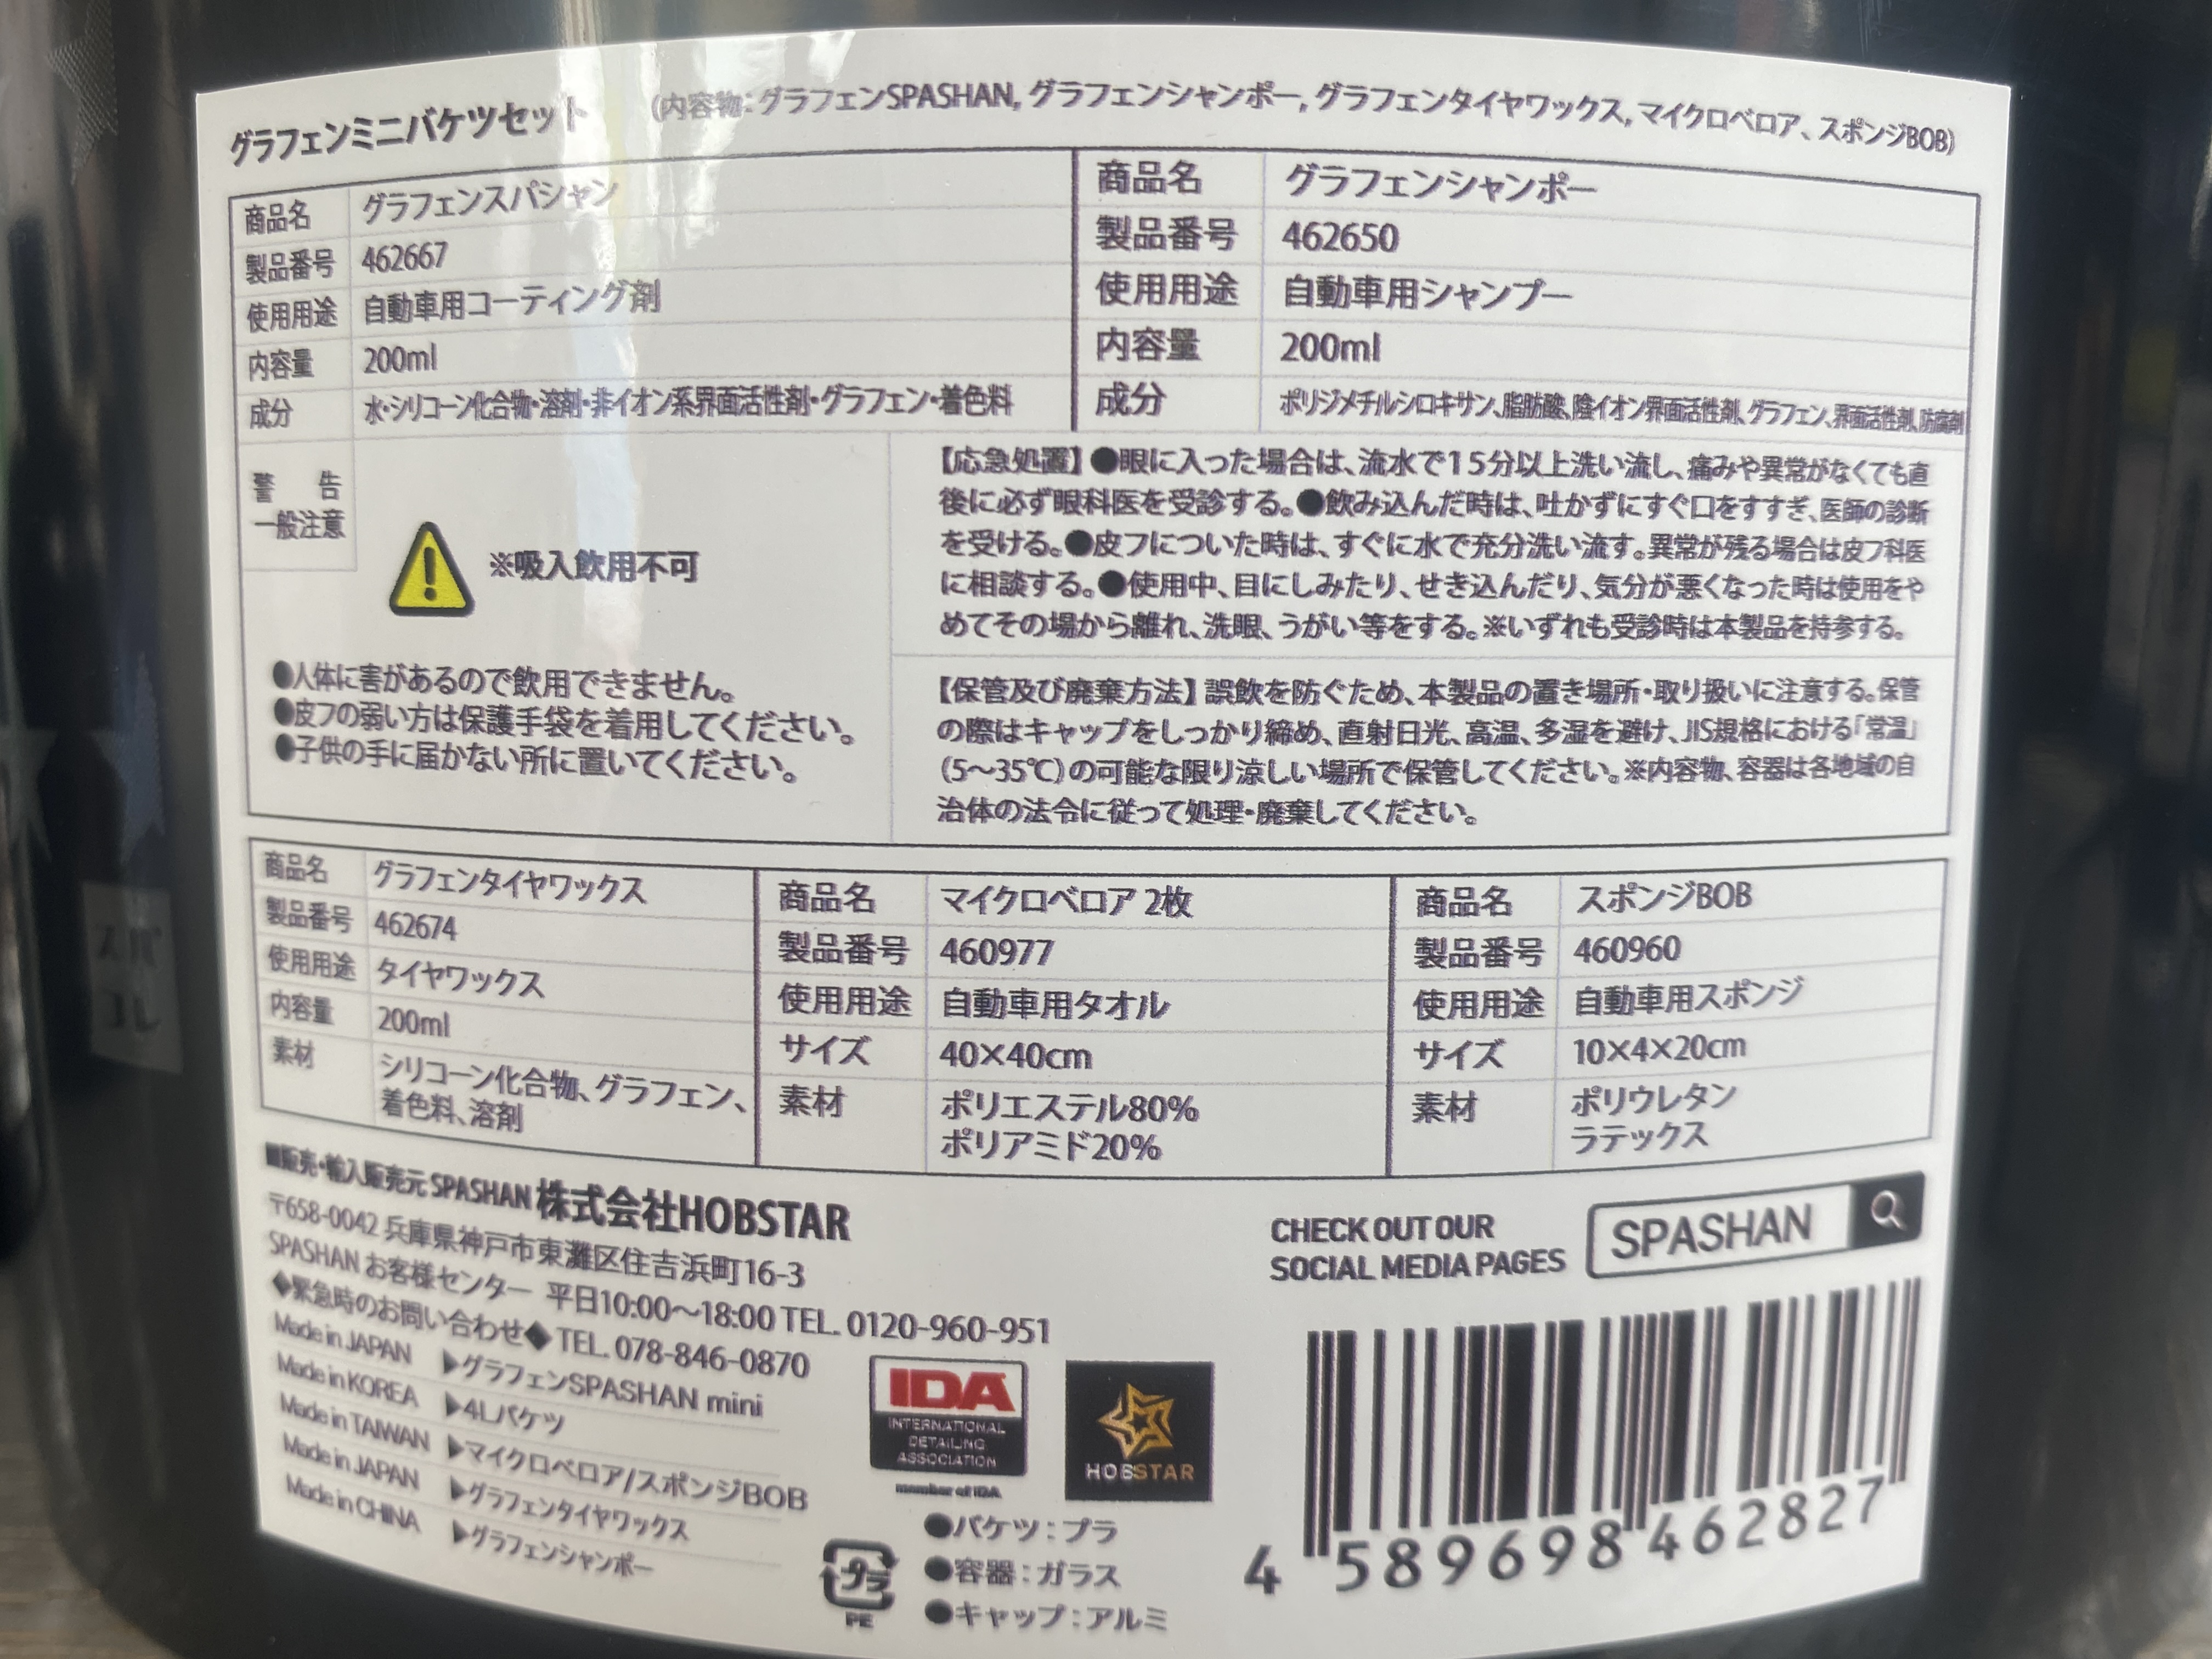 グラフェンミニバケツセット (内容物:グラフェンSPASHAN,グラフェンシャンポー,グラフェンタイヤワックス,マイクロベロア、スポンジBOB)
商品名 グラフェンスパシャン
製品番号 462667
使用用途 自動車用コーティング剤
内容量 200ml
成分 水・シリコーン化合物・溶剤・非イオン系界面活性剤・グラフェン・着色料
商品名 グラフェンシャンポー
製品番号 462650
使用用途 自動車用シャンプー
内容量 200ml
成分 ポリジメチルシロキサン、脂肪酸、陰イオン界面活性剤、グラフェン、界面活性剤、防腐剤
警 告
一般注意
※吸入飲用不可
●人体に害があるので飲用できません。
●皮フの弱い方は保護手袋を着用してください。
●子供の手に届かない所に置いてください。
【応急処置】●眼に入った場合は、流水で15分以上洗い流し、痛みや異常がなくても直
後に必ず眼科医を受診する。●飲み込んだ時は、吐かずにすぐ口をすすぎ、医師の診断
を受ける。●皮フについた時は、すぐに水で充分洗い流す。異常が残る場合は皮フ科医
に相談する。●使用中、目にしみたり、せき込んだり、気分が悪くなった時は使用をや
めてその場から離れ、洗眼、うがい等をする。※いずれも受診時は本製品を持参する。
【保管及び廃棄方法】誤飲を防ぐため、本製品の置き場所・取り扱いに注意する。保管
の際はキャップをしっかり締め、直射日光、高温、多湿を避け、JIS規格における「常温」
(5〜35℃)の可能な限り涼しい場所で保管してください。※内容物、容器は各地域の自
治体の法令に従って処理・廃棄してください。
商品名 グラフェンタイヤワックス
製品番号 462674
使用用途 タイヤワックス
内容量 200ml
素材 シリコーン化合物、グラフェン、
着色料、溶剤
商品名 マイクロベロア 2枚
製品番号 460977
使用用途 自動車用タオル
サイズ 40×40cm
素材 ポリエステル80%
ポリアミド20%
商品名 スポンジBOB
製品番号 460960
使用用途 自動車用スポンジ
サイズ 10×4×20cm
素材 ポリウレタン
ラテックス
■販売・輸入販売元 SPASHAN 株式会社HOBSTAR
〒658-0042 兵庫県神戸市東灘区住吉浜町16-3
SPASHAN お客様センター 平日10:00〜18:00 TEL. 0120-960-951
◆緊急時のお問い合わせ◆ TEL. 078-846-0870
Made in JAPAN ▶グラフェンSPASHAN mini
Made in KOREA ▶4Lバケツ
Made in TAIWAN ▶マイクロベロア/スポンジBOB
Made in JAPAN ▶グラフェンタイヤワックス
Made in CHINA ▶グラフェンシャンポー
CHECK OUT OUR
SOCIAL MEDIA PAGES
SPASHAN
IDA
INTERNATIONAL
DETAILING
ASSOCIATION
member of IDA
HOBSTAR
プラ
PE
●バケツ:プラ
●容器:ガラス
●キャップ:アルミ
4 589698 462827